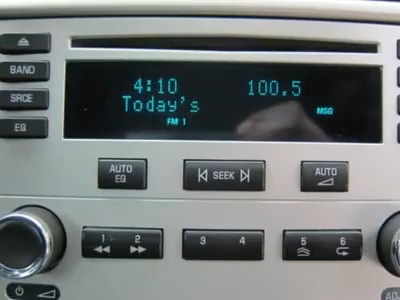 4:10 100.5
Today's
FM 1 MSG
BAND
SRCE
EQ
AUTO EQ
SEEK
AUTO
1 2
3 4
5 6